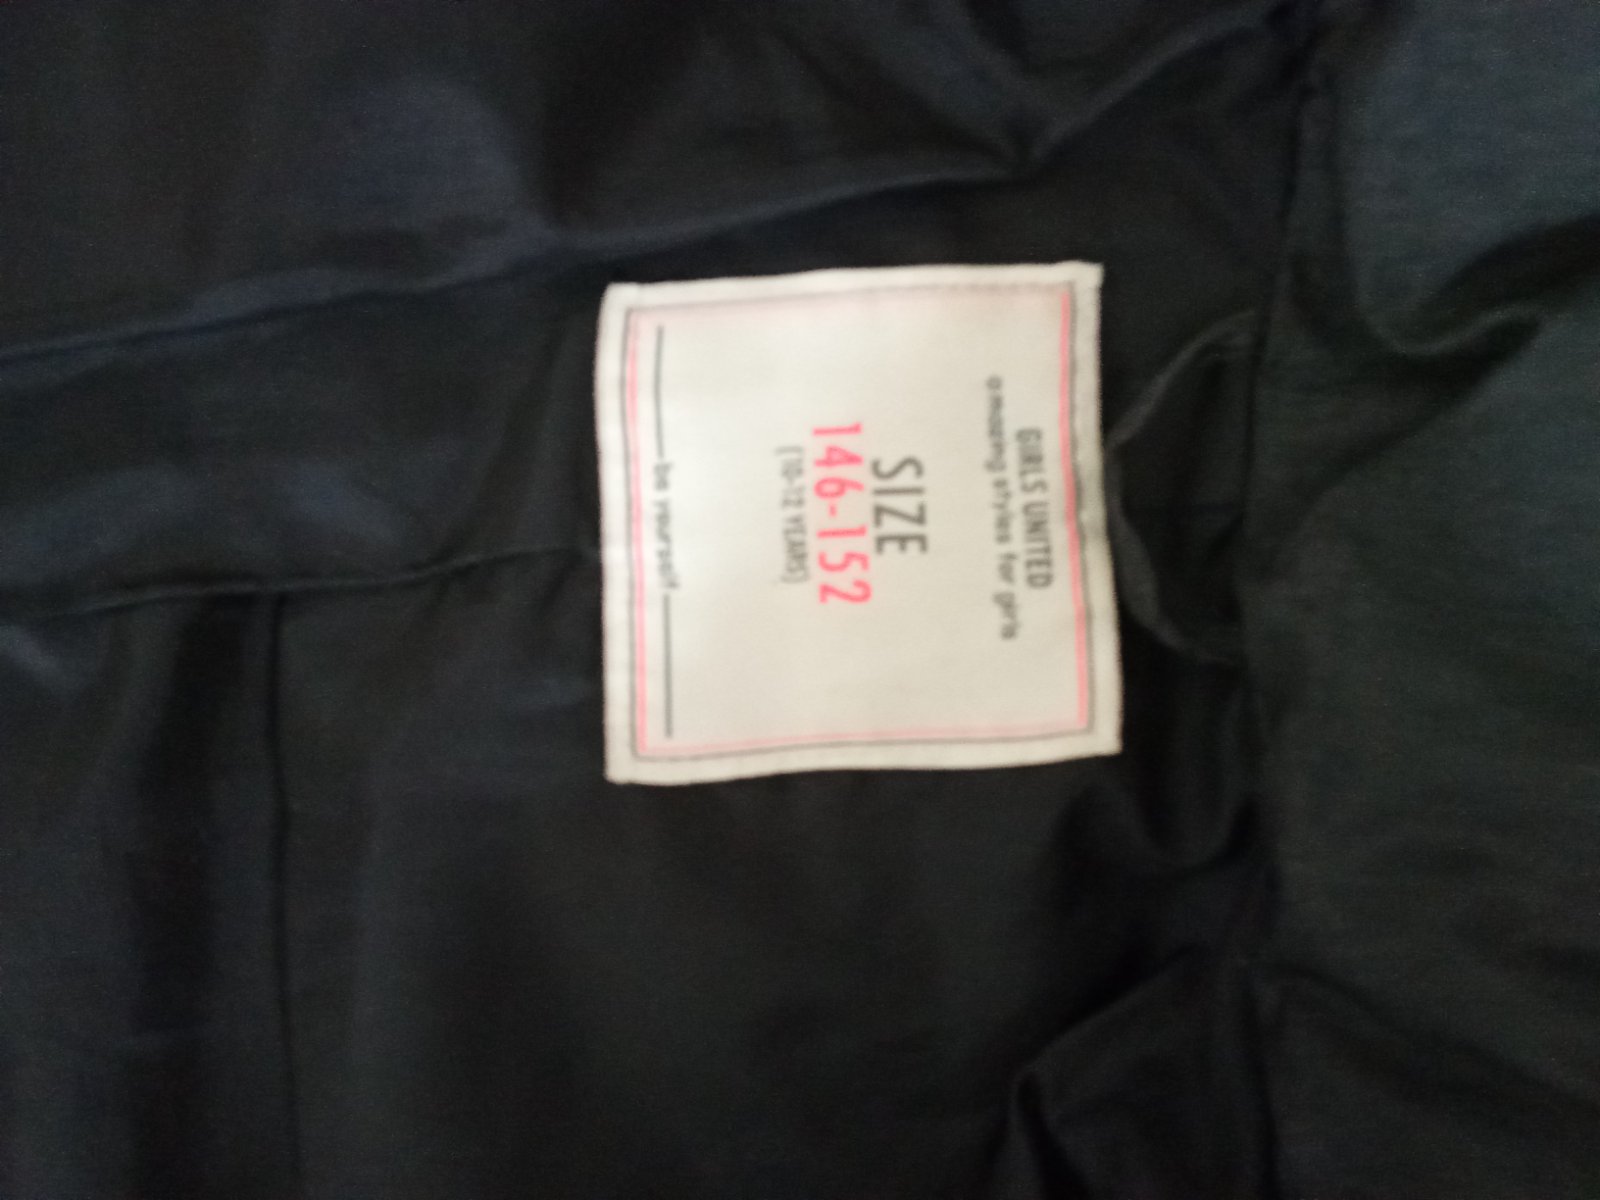 GIRLS UNITED
amazing styles for girls
SIZE
146-152
(10-12 YEARS)
be yourself